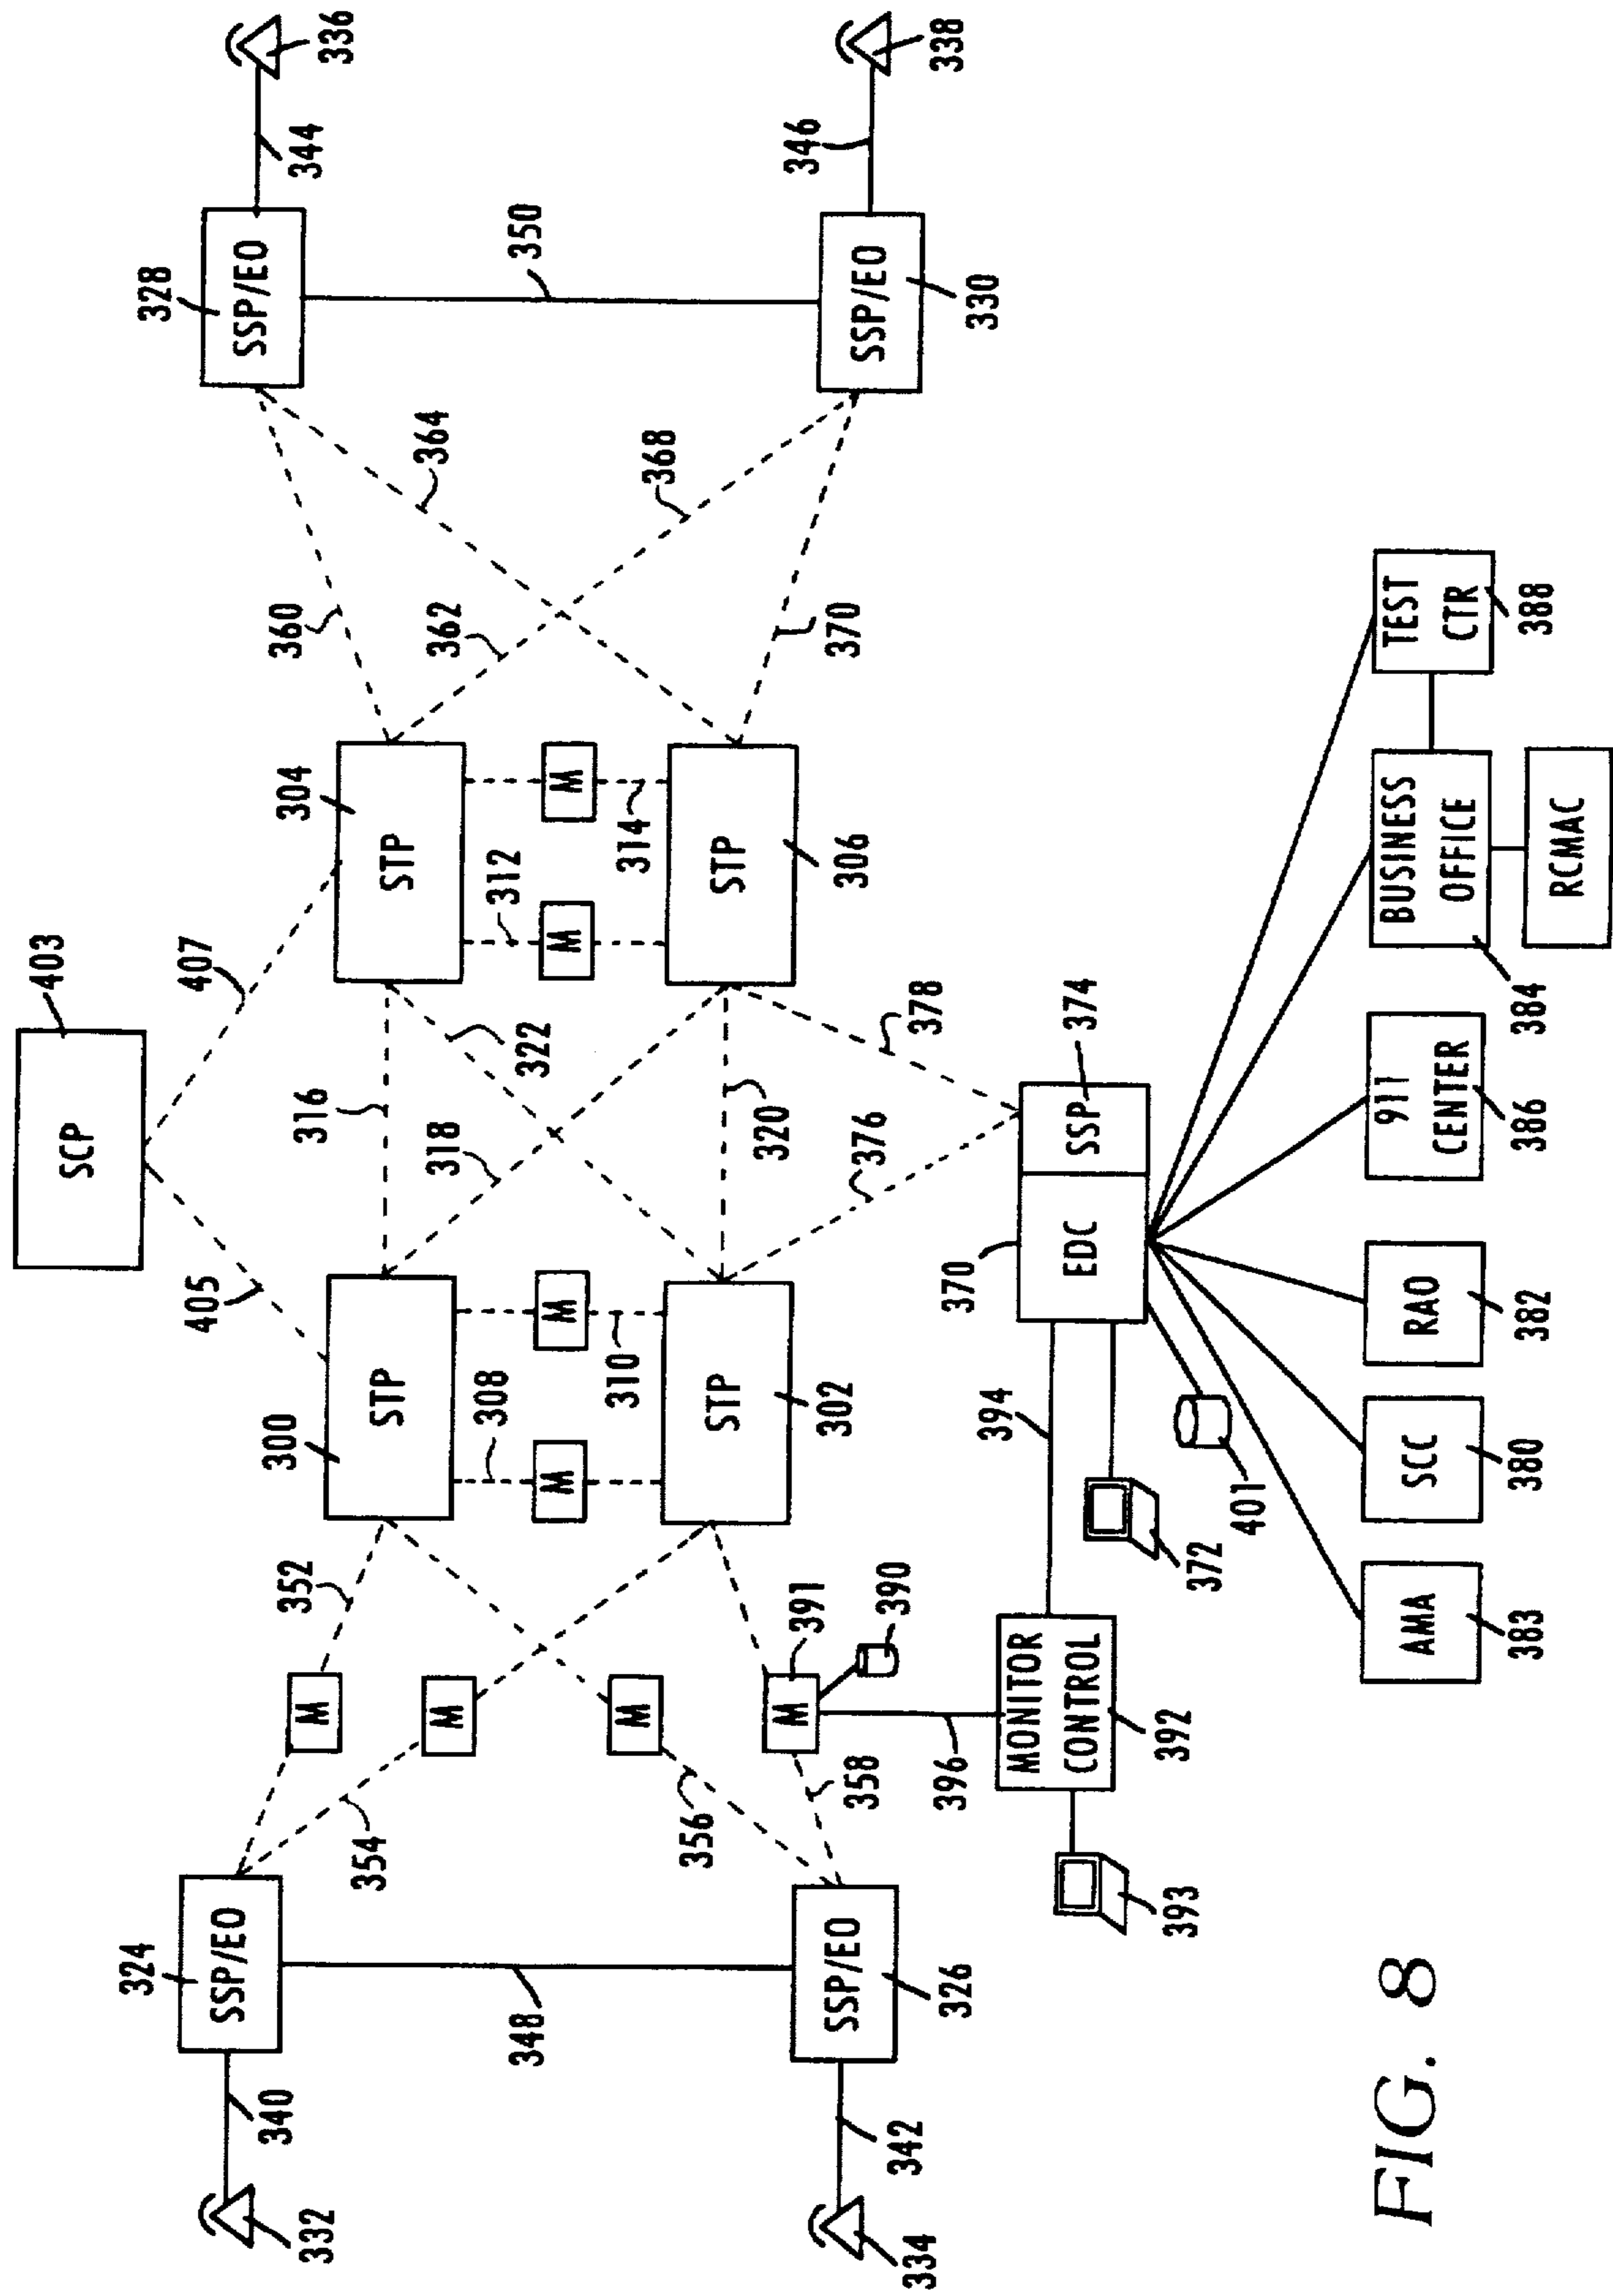 SCP
403
405
407
324
SSP/EO
340
332
352
300
STP
316
304
STP
360
328
SSP/EO
344
336
354
M
M
308
M
310
M
318
322
312
M
314
M
362
364
348
356
M
350
368
326
SSP/EO
342
334
358
M
391
390
302
STP
320
306
STP
370
330
SSP/EO
346
338
396
376
378
393
MONITOR
CONTROL
392
394
372
370
EDC
SSP
374
401
AMA
383
SCC
380
RAO
382
911
CENTER
386
BUSINESS
OFFICE
384
TEST
CTR
388
RCMAC
FIG. 8